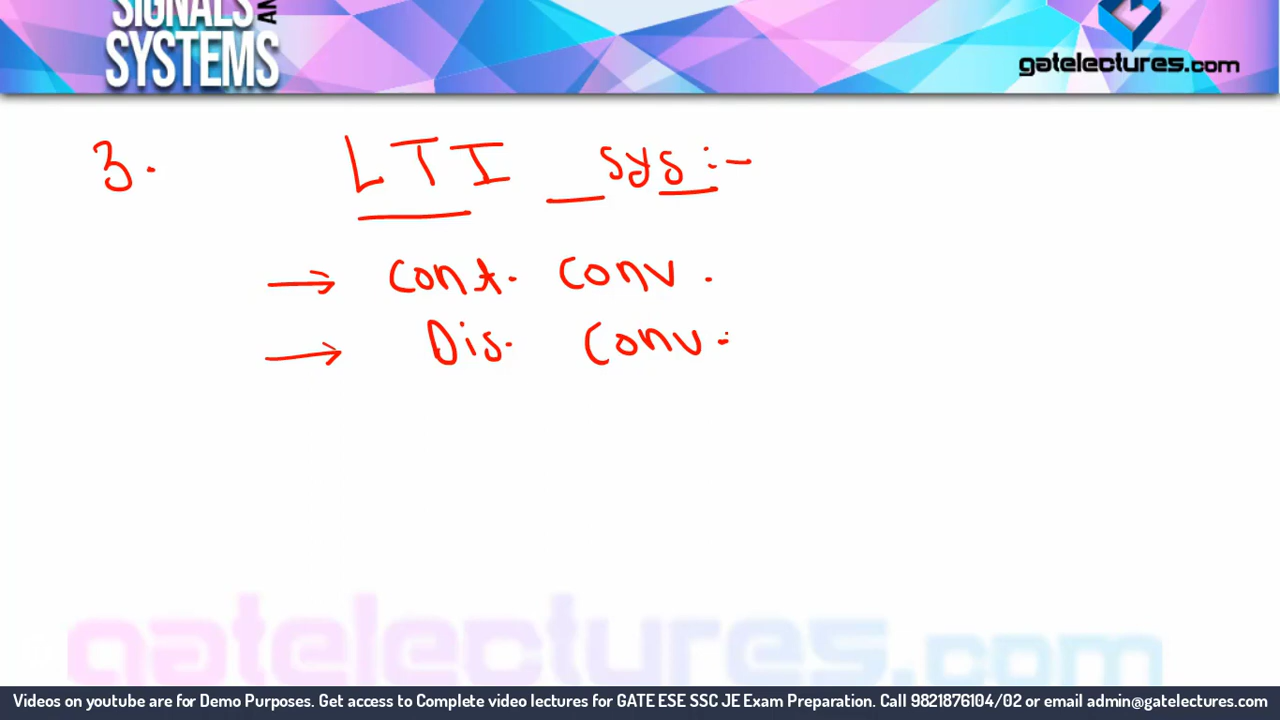 SIGNALS AND
SYSTEMS
gatelectures.com
3. LTI sys:-
→ Cont. Conv.
→ Dis. Conv.
gatelectures.com
Videos on youtube are for Demo Purposes. Get access to Complete video lectures for GATE ESE SSC JE Exam Preparation. Call 9821876104/02 or email admin@gatelectures.com